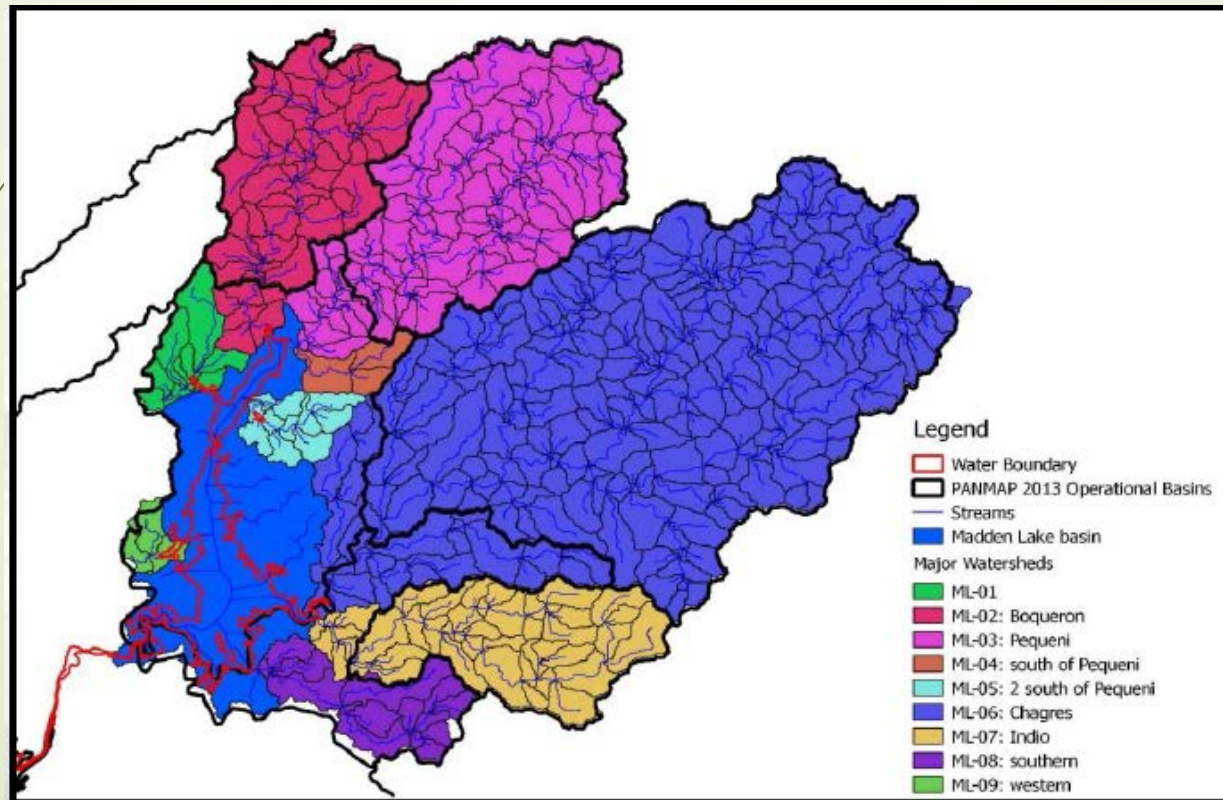 Legend
Water Boundary
PANMAP 2013 Operational Basins
Streams
Madden Lake basin
Major Watersheds
ML-01
ML-02: Boqueron
ML-03: Pequeni
ML-04: south of Pequeni
ML-05: 2 south of Pequeni
ML-06: Chagres
ML-07: Indio
ML-08: southern
ML-09: western